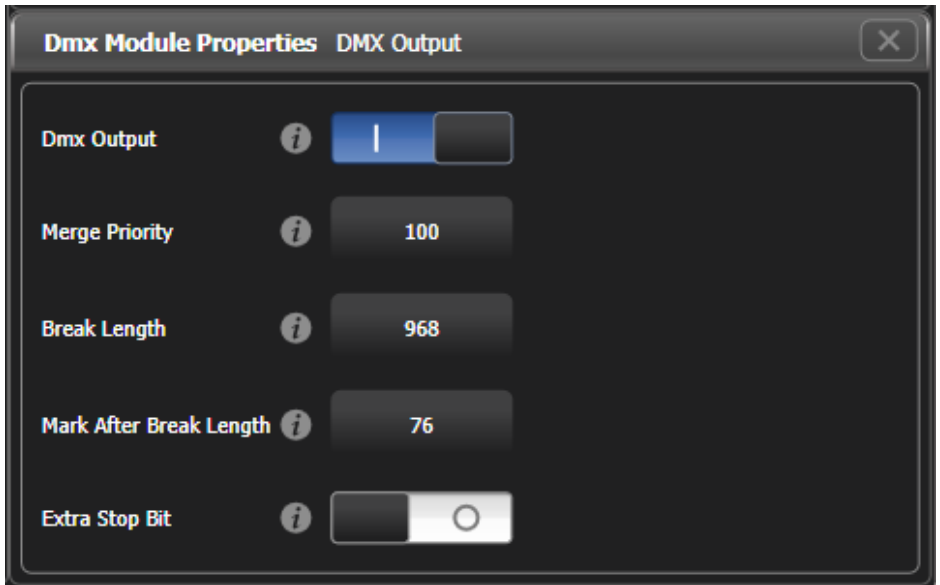 Dmx Module Properties DMX Output
Dmx Output
Merge Priority 100
Break Length 968
Mark After Break Length 76
Extra Stop Bit